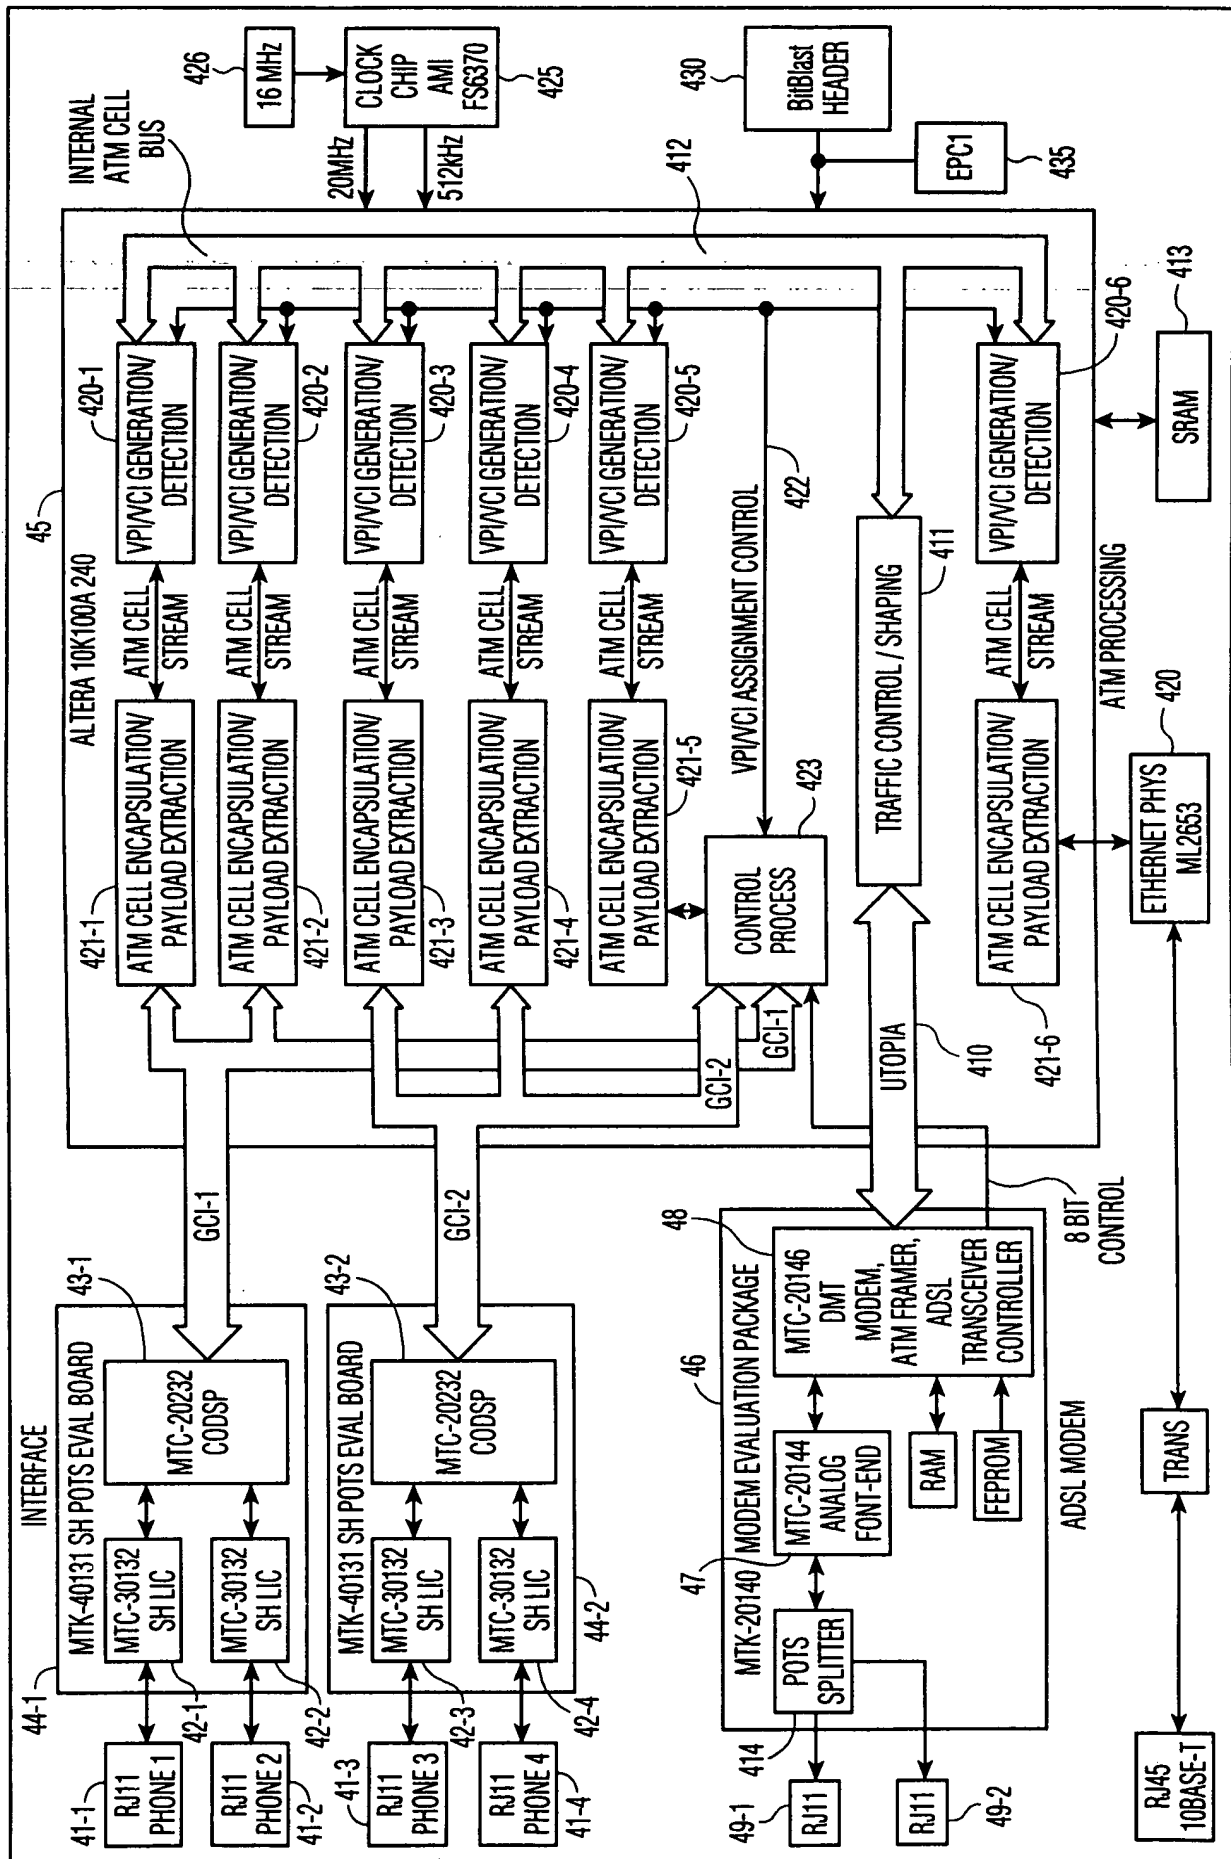 INTERFACE
44-1
MTK-40131 SH POTS EVAL BOARD
41-1
RJ11
PHONE 1
42-1
MTC-30132
SH LIC
43-1
MTC-20232
CODSP
RJ11
PHONE 2
41-2
MTC-30132
SH LIC
42-2
GCI-1
MTK-40131 SH POTS EVAL BOARD
41-3
RJ11
PHONE 3
42-3
MTC-30132
SH LIC
43-2
MTC-20232
CODSP
RJ11
PHONE 4
41-4
MTC-30132
SH LIC
42-4
44-2
GCI-2
45
ALTERA 10K100A 240
421-1
ATM CELL ENCAPSULATION/
PAYLOAD EXTRACTION
ATM CELL
STREAM
VPI/VCI GENERATION/
DETECTION
420-1
421-2
ATM CELL ENCAPSULATION/
PAYLOAD EXTRACTION
ATM CELL
STREAM
VPI/VCI GENERATION/
DETECTION
420-2
421-3
ATM CELL ENCAPSULATION/
PAYLOAD EXTRACTION
ATM CELL
STREAM
VPI/VCI GENERATION/
DETECTION
420-3
421-4
ATM CELL ENCAPSULATION/
PAYLOAD EXTRACTION
ATM CELL
STREAM
VPI/VCI GENERATION/
DETECTION
420-4
ATM CELL ENCAPSULATION/
PAYLOAD EXTRACTION
421-5
ATM CELL
STREAM
VPI/VCI GENERATION/
DETECTION
420-5
GCI-2
GCI-1
CONTROL
PROCESS
423
VPI/VCI ASSIGNMENT CONTROL
422
UTOPIA
410
TRAFFIC CONTROL / SHAPING
411
421-6
ATM CELL ENCAPSULATION/
PAYLOAD EXTRACTION
ATM CELL
STREAM
VPI/VCI GENERATION/
DETECTION
420-6
ATM PROCESSING
INTERNAL
ATM CELL
BUS
412
426
16 MHz
CLOCK
CHIP
AMI
FS6370
425
20MHz
512kHz
430
BitBlast
HEADER
EPC1
435
SRAM
413
46
MTK-20140 MODEM EVALUATION PACKAGE
48
MTC-20146
DMT
MODEM,
ATM FRAMER,
ADSL
TRANSCEIVER
CONTROLLER
47
MTC-20144
ANALOG
FONT-END
RAM
FEPROM
POTS
SPLITTER
414
49-1
RJ11
RJ11
49-2
8 BIT
CONTROL
ADSL MODEM
RJ45
10BASE-T
TRANS
ETHERNET PHYS
ML2653
420